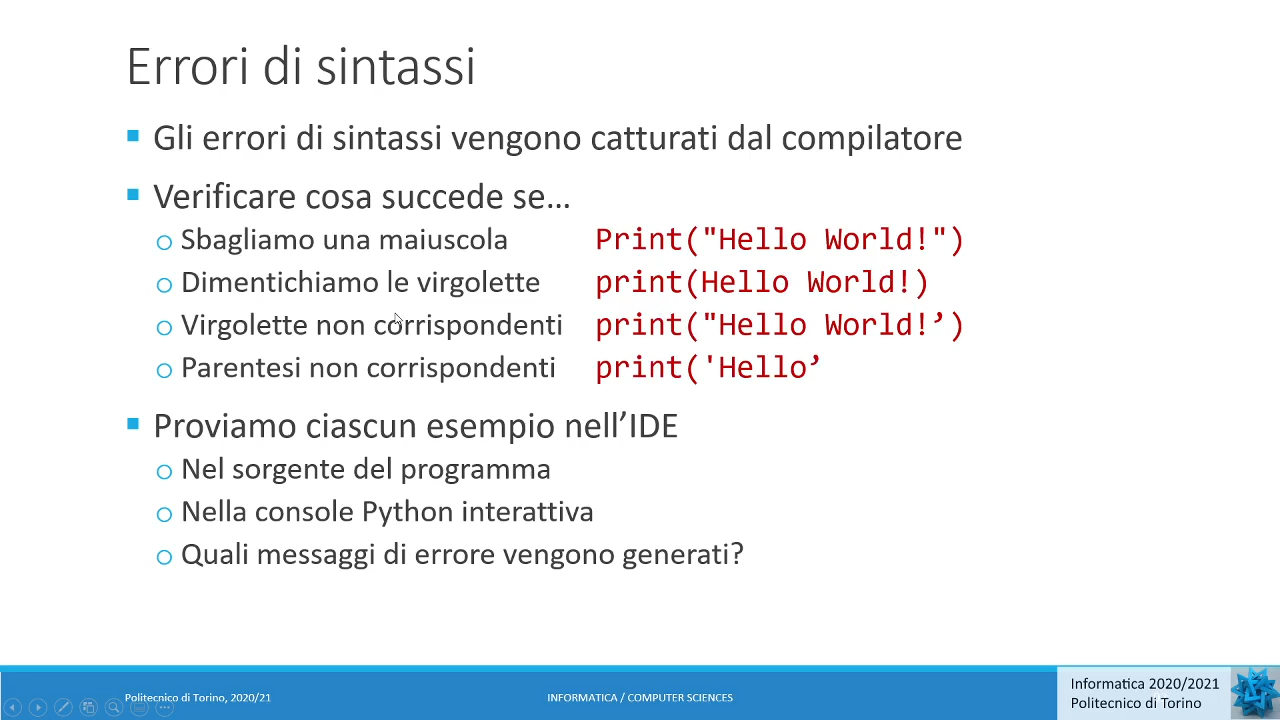 Errori di sintassi
Gli errori di sintassi vengono catturati dal compilatore
Verificare cosa succede se…
Sbagliamo una maiuscola Print("Hello World!")
Dimentichiamo le virgolette print(Hello World!)
Virgolette non corrispondenti print("Hello World!’)
Parentesi non corrispondenti print('Hello’
Proviamo ciascun esempio nell’IDE
Nel sorgente del programma
Nella console Python interattiva
Quali messaggi di errore vengono generati?
Politecnico di Torino, 2020/21 INFORMATICA / COMPUTER SCIENCES
Informatica 2020/2021
Politecnico di Torino